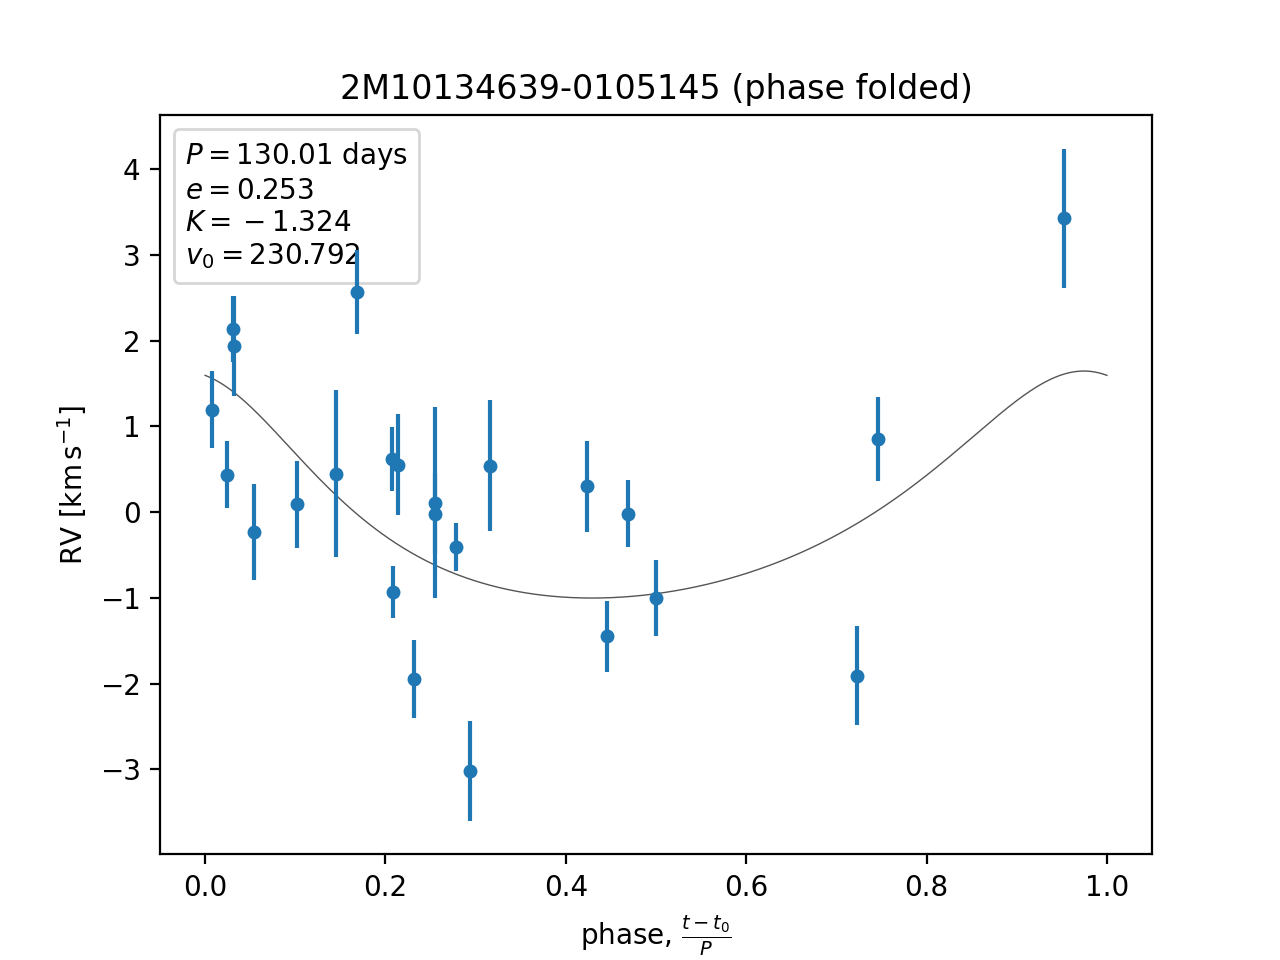 2M10134639-0105145 (phase folded)
P = 130.01 days
e = 0.253
K = −1.324
v₀ = 230.792
RV [km s⁻¹]
4
3
2
1
0
−1
−2
−3
0.0 0.2 0.4 0.6 0.8 1.0
phase, (t − t₀)/P